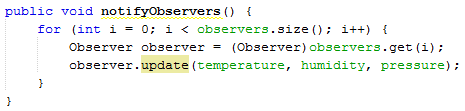 public void notifyObservers() {
    for (int i = 0; i < observers.size(); i++) {
        Observer observer = (Observer)observers.get(i);
        observer.update(temperature, humidity, pressure);
    }
}